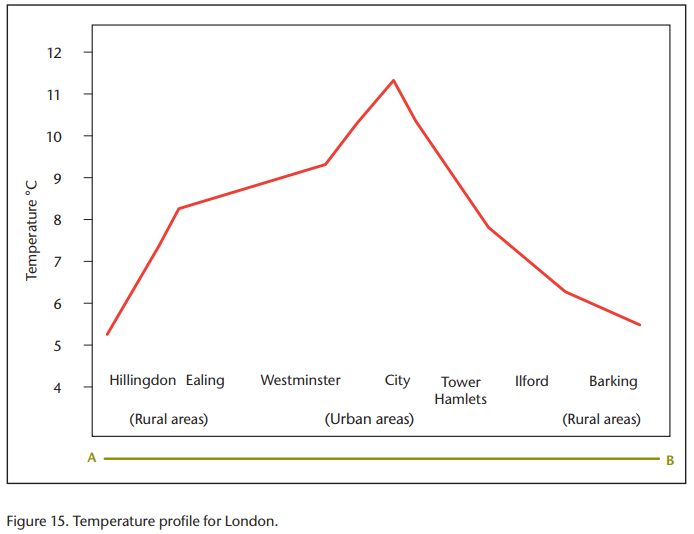 12
11
10
9
8
7
6
5
4
Temperature °C
Hillingdon Ealing Westminster City Tower Hamlets Ilford Barking
(Rural areas) (Urban areas) (Rural areas)
A B
Figure 15. Temperature profile for London.